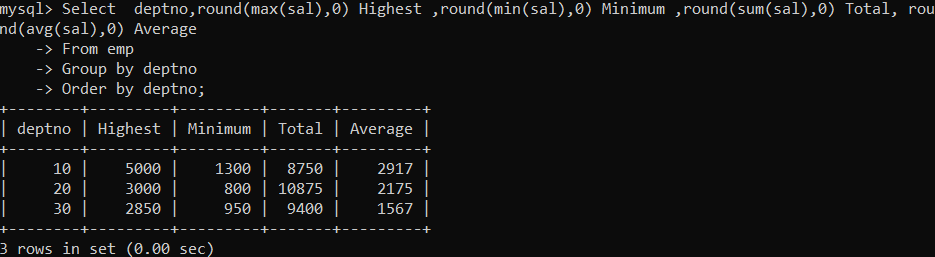 mysql> Select  deptno,round(max(sal),0) Highest ,round(min(sal),0) Minimum ,round(sum(sal),0) Total, rou
nd(avg(sal),0) Average
    -> From emp
    -> Group by deptno
    -> Order by deptno;
+--------+---------+---------+-------+---------+
| deptno | Highest | Minimum | Total | Average |
+--------+---------+---------+-------+---------+
|     10 |    5000 |    1300 |  8750 |    2917 |
|     20 |    3000 |     800 | 10875 |    2175 |
|     30 |    2850 |     950 |  9400 |    1567 |
+--------+---------+---------+-------+---------+
3 rows in set (0.00 sec)